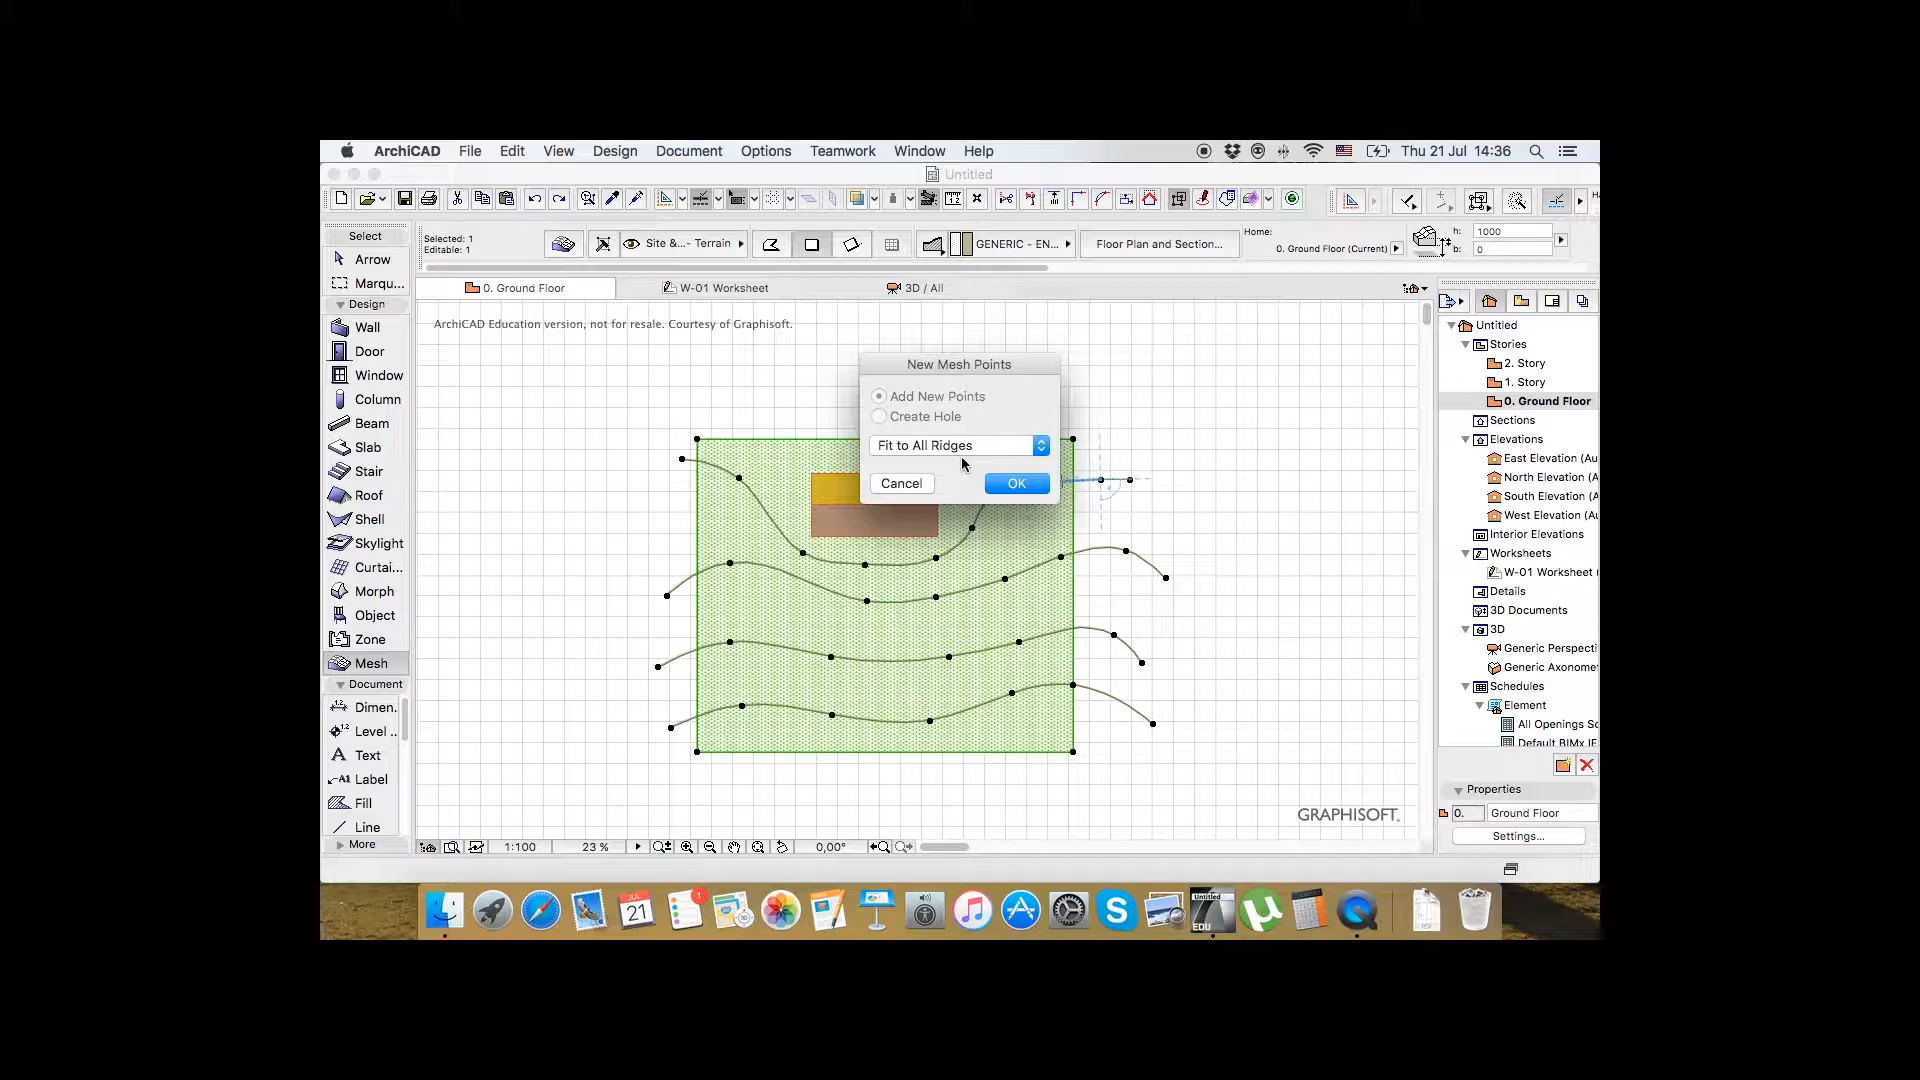 ArchiCAD File Edit View Design Document Options Teamwork Window Help
Thu 21 Jul 14:36
Untitled
Select
Arrow
Marqu...
Design
Wall
Door
Window
Column
Beam
Slab
Stair
Roof
Shell
Skylight
Curtai...
Morph
Object
Zone
Mesh
Document
Dimen.
Level ..
Text
Label
Fill
Line
More
Selected: 1
Editable: 1
Site &...- Terrain
GENERIC - EN...
Floor Plan and Section...
Home:
0. Ground Floor (Current)
h: 1000
b: 0
0. Ground Floor
W-01 Worksheet
3D / All
ArchiCAD Education version, not for resale. Courtesy of Graphisoft.
New Mesh Points
Add New Points
Create Hole
Fit to All Ridges
Cancel
OK
GRAPHISOFT.
1:100
23 %
0,00°
Untitled
Stories
2. Story
1. Story
0. Ground Floor
Sections
Elevations
East Elevation (Au
North Elevation (A
South Elevation (A
West Elevation (Au
Interior Elevations
Worksheets
W-01 Worksheet
Details
3D Documents
3D
Generic Perspecti
Generic Axonome
Schedules
Element
All Openings Sc
Default BIMx IF
Properties
0. Ground Floor
Settings...
JUL
21
1
Untitled
EDU